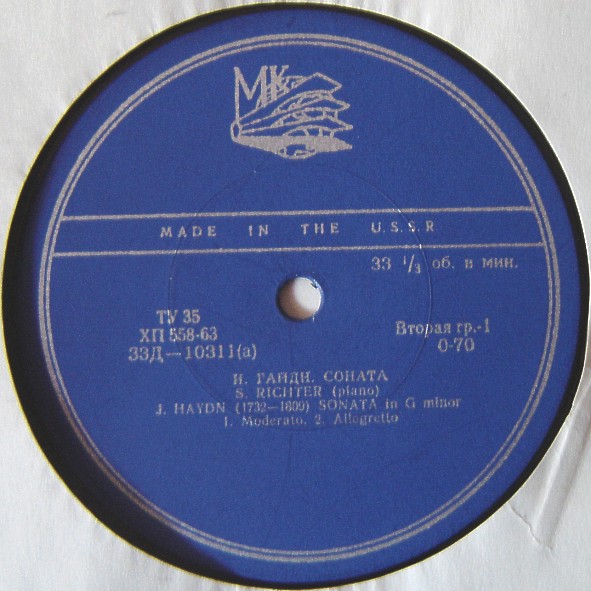 МК
MADE IN THE U.S.S.R
33 1/3 об. в мин.
ТУ 35
ХП 558-63
33Д—10311(а)
Вторая гр.-1
0-70
Й. ГАЙДН. СОНАТА
S. RICHTER (piano)
J. HAYDN (1732—1809) SONATA in G minor
1. Moderato. 2. Allegretto